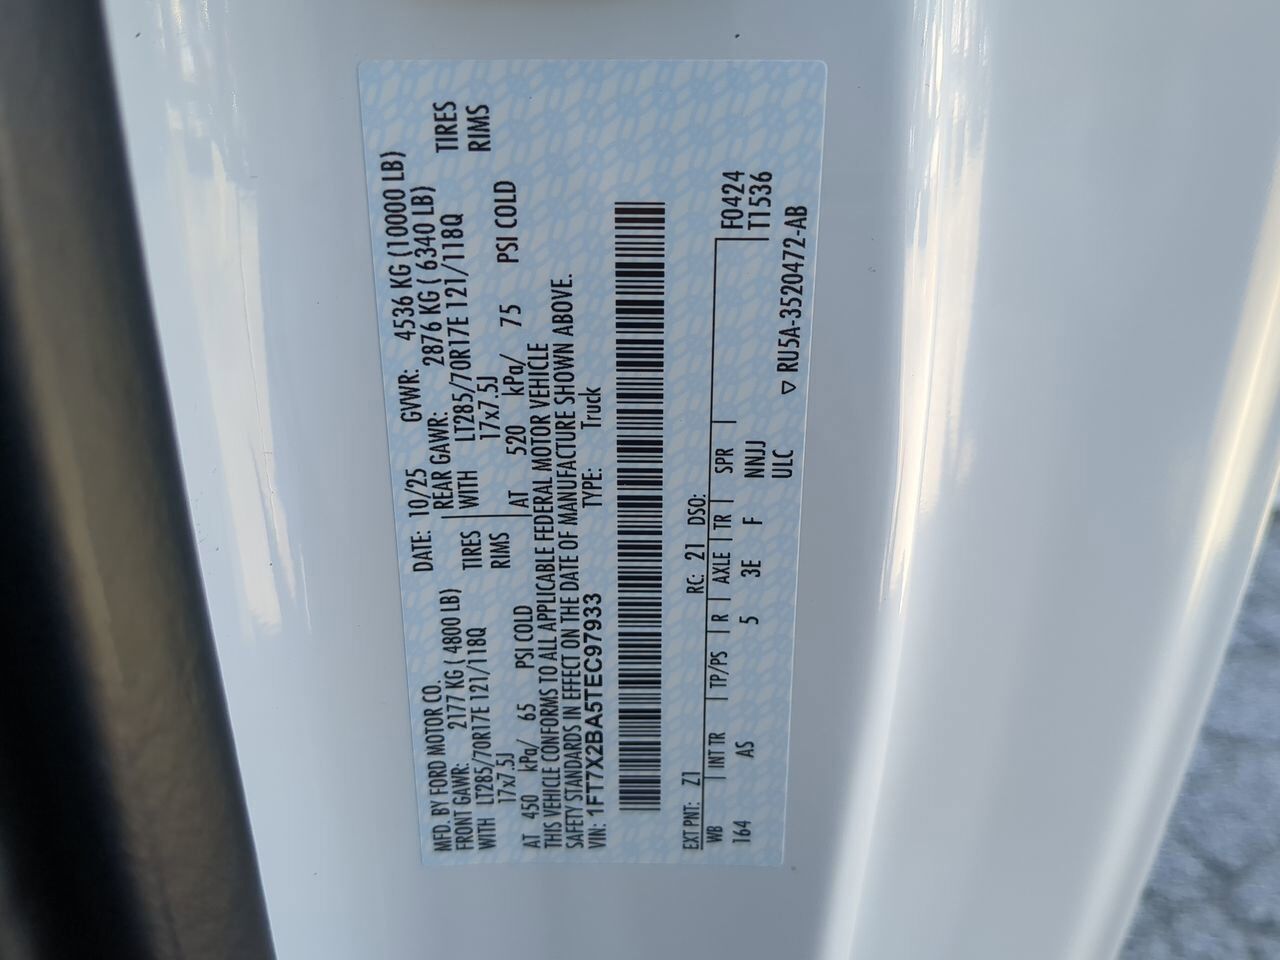 MFD. BY FORD MOTOR CO.
DATE: 10/25 GVWR: 4536 KG (10000 LB)
FRONT GAWR: 2177 KG ( 4800 LB) REAR GAWR: 2876 KG ( 6340 LB)
WITH LT285/70R17E 121/118Q TIRES WITH LT285/70R17E 121/118Q TIRES
17x7.5J RIMS 17x7.5J RIMS
AT 450 kPa/ 65 PSI COLD AT 520 kPa/ 75 PSI COLD
THIS VEHICLE CONFORMS TO ALL APPLICABLE FEDERAL MOTOR VEHICLE
SAFETY STANDARDS IN EFFECT ON THE DATE OF MANUFACTURE SHOWN ABOVE.
VIN: 1FT7X2BA5TEC97933 TYPE: Truck
EXT PNT: Z1 RC: 21 DSO:
WB INT TR TP/PS R AXLE TR SPR F0424
164 AS 5 3E F NNJJ T1536
ULC ▽ RU5A-3520472-AB